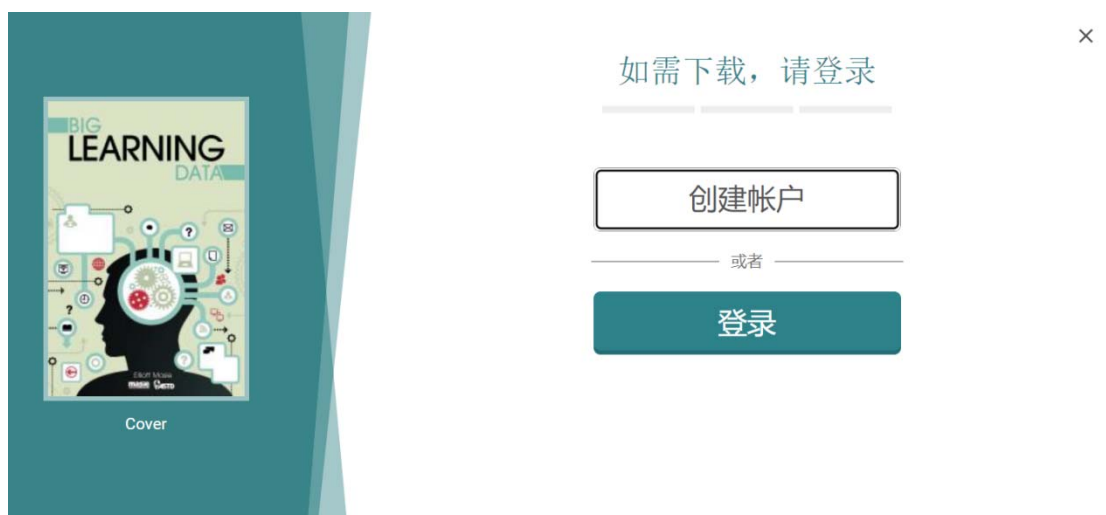 BIG
LEARNING
DATA
Elliott Masie
Cover
如需下载，请登录
创建帐户
或者
登录